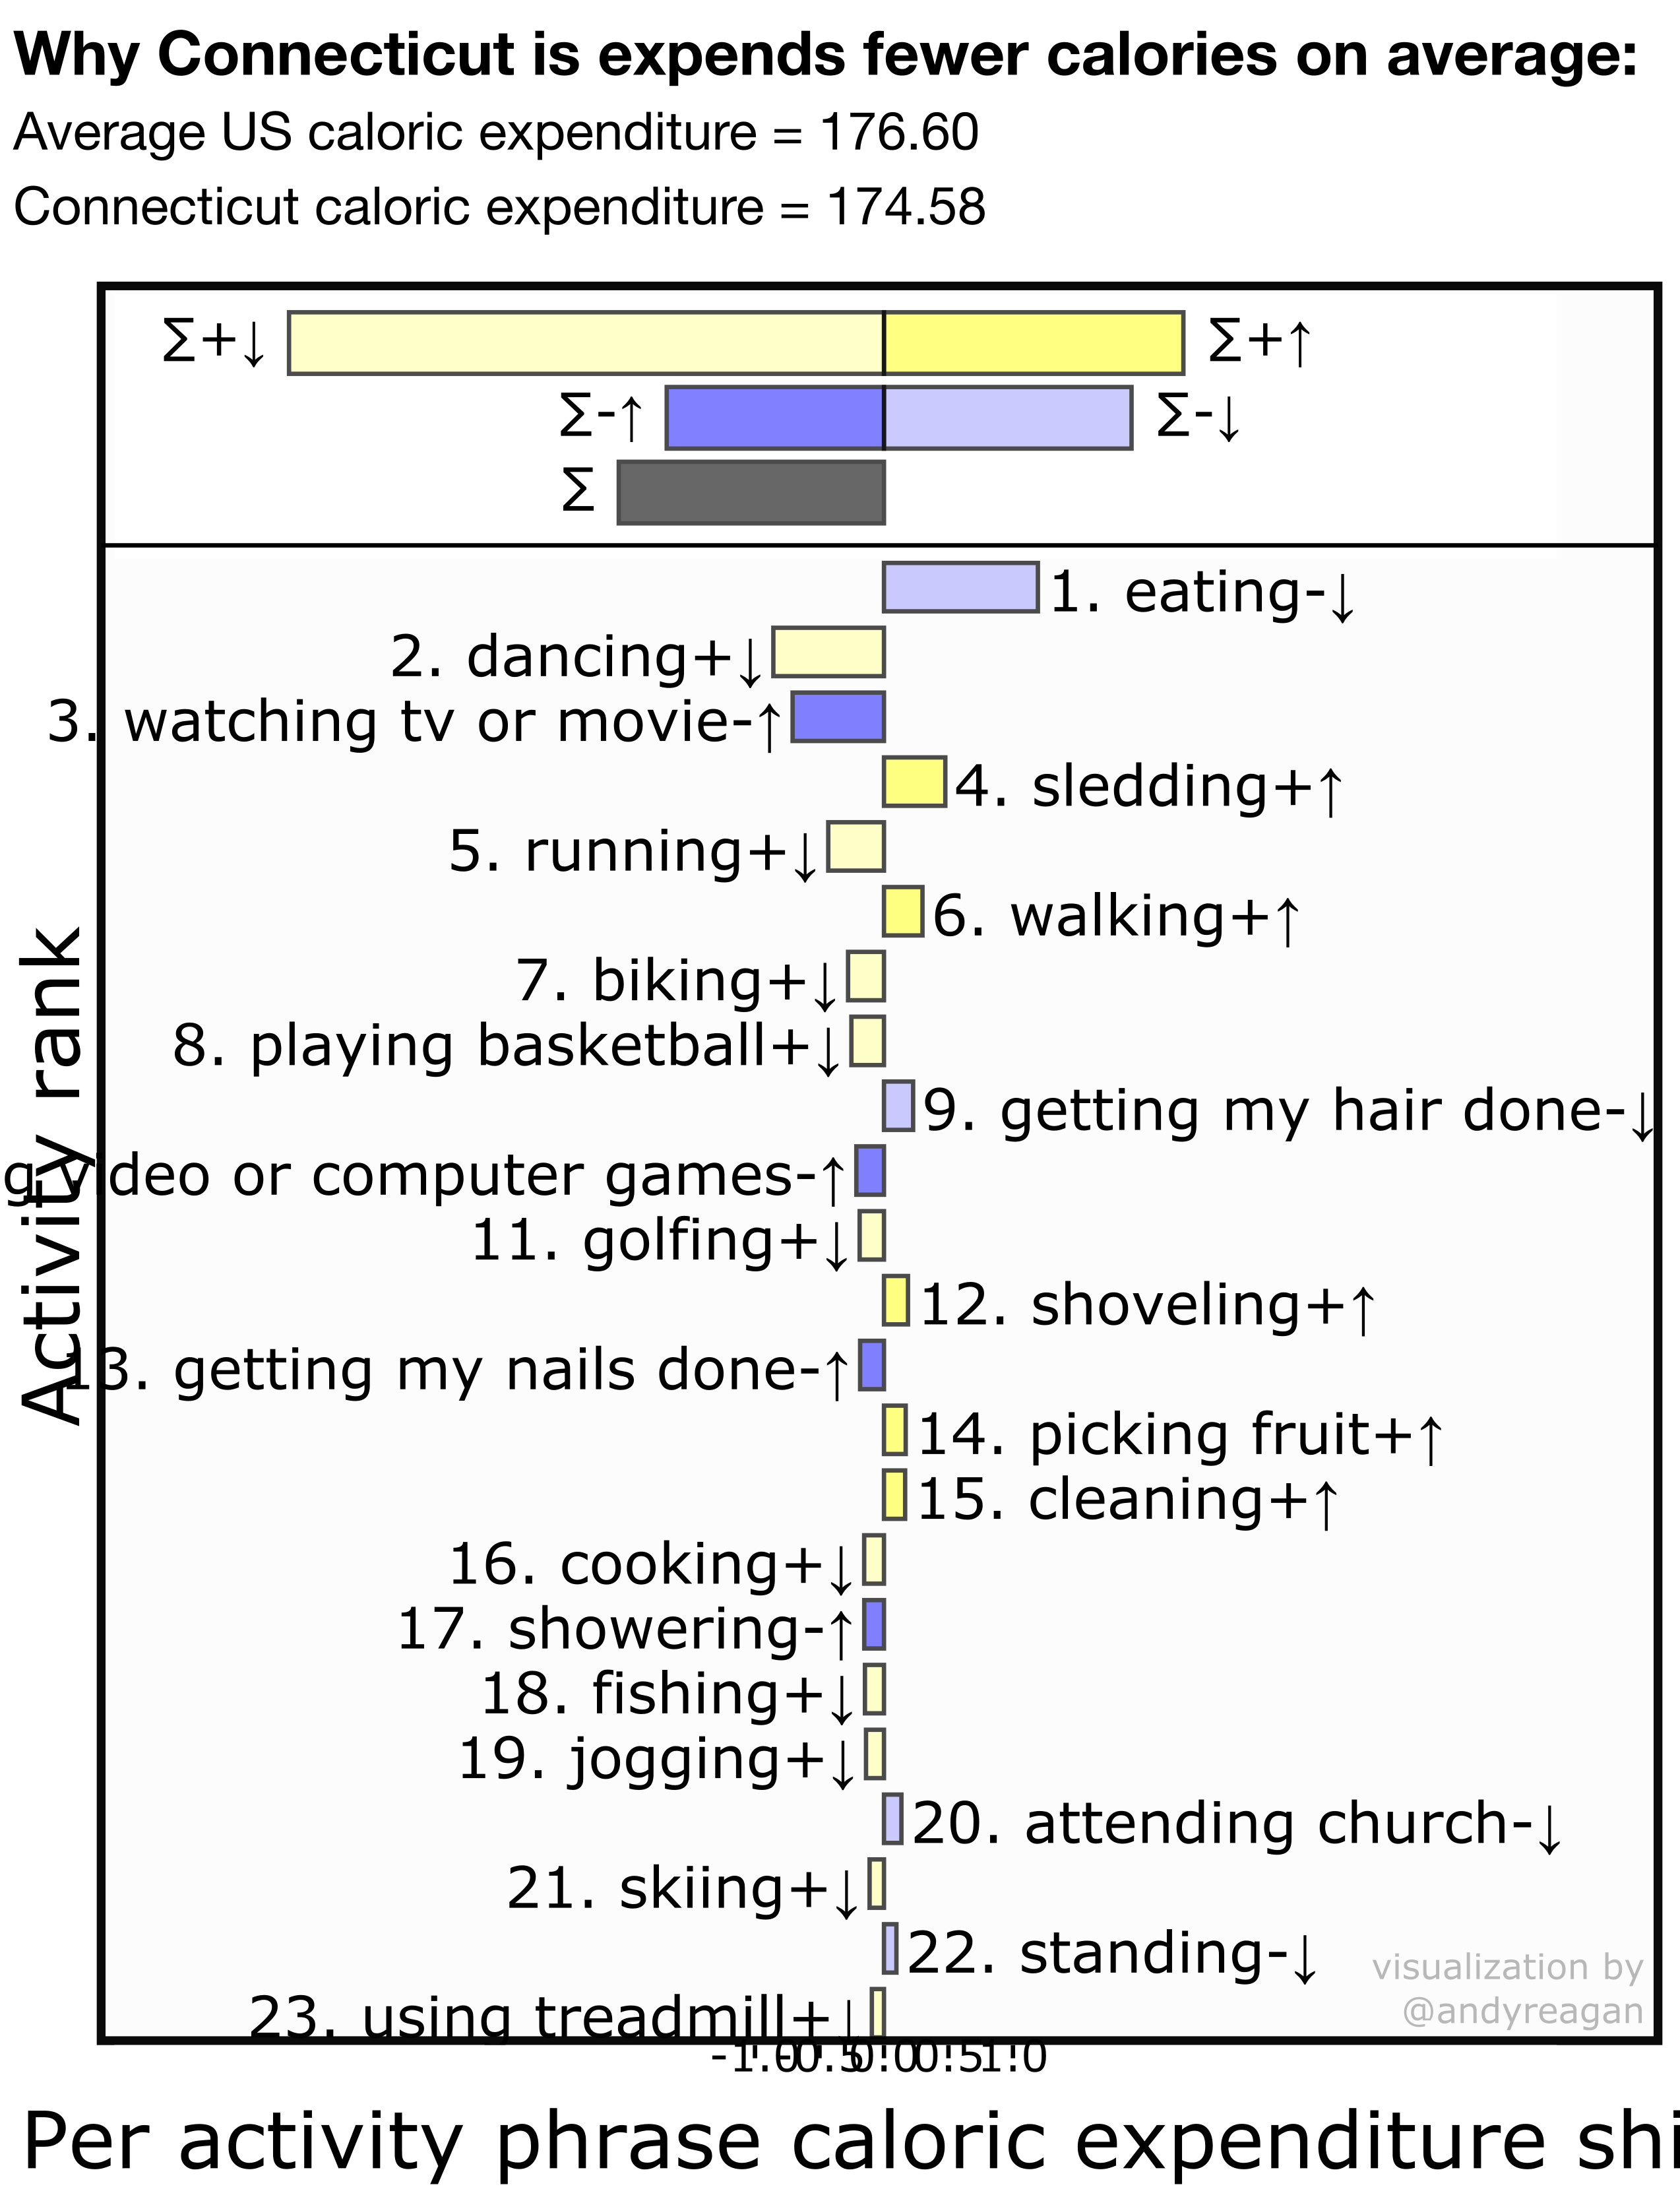 Why Connecticut is expends fewer calories on average:
Average US caloric expenditure = 176.60
Connecticut caloric expenditure = 174.58
∑+↓
∑+↑
∑-↑
∑-↓
∑
1. eating-↓
2. dancing+↓
3. watching tv or movie-↑
4. sledding+↑
5. running+↓
6. walking+↑
7. biking+↓
8. playing basketball+↓
9. getting my hair done-↓
g video or computer games-↑
11. golfing+↓
12. shoveling+↑
13. getting my nails done-↑
14. picking fruit+↑
15. cleaning+↑
16. cooking+↓
17. showering-↑
18. fishing+↓
19. jogging+↓
20. attending church-↓
21. skiing+↓
22. standing-↓
23. using treadmill+↓
Activity rank
visualization by
@andyreagan
-1.0 -0.5 0.0 0.5 1.0
Per activity phrase caloric expenditure shi